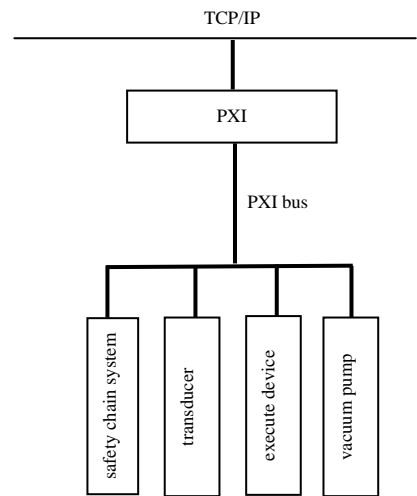 TCP/IP
PXI
PXI bus
safety chain system
transducer
execute device
vacuum pump